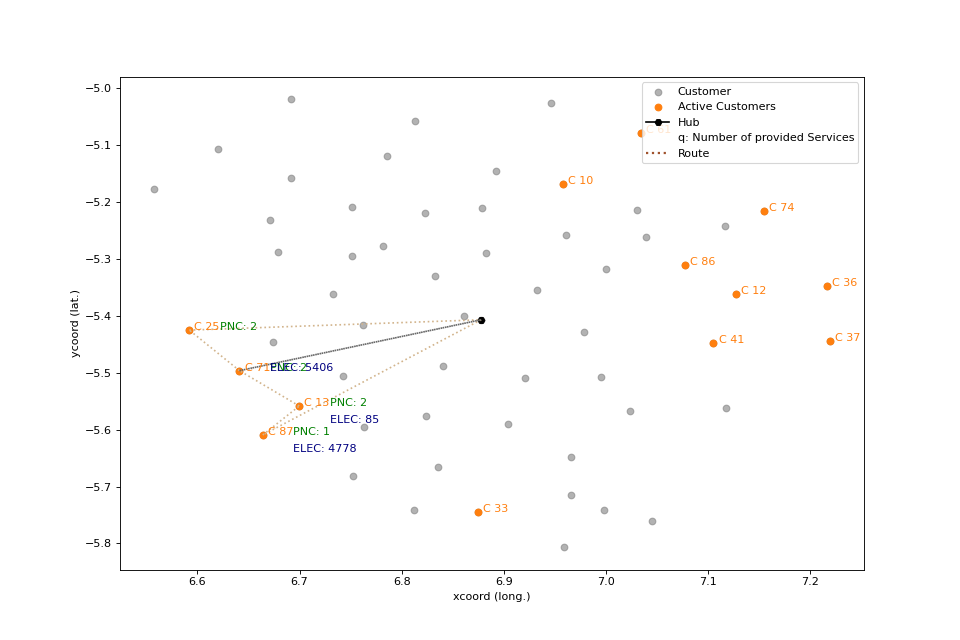 Customer
Active Customers
Hub
q: Number of provided Services
Route
C 10
C 74
C 86
C 36
C 12
C 37
C 41
C 25
PNC: 2
C 71
ELEC: 5406
C 13
PNC: 2
ELEC: 85
C 87
PNC: 1
ELEC: 4778
C 33
−5.0
−5.1
−5.2
−5.3
−5.4
−5.5
−5.6
−5.7
−5.8
ycoord (lat.)
6.6
6.7
6.8
6.9
7.0
7.1
7.2
xcoord (long.)